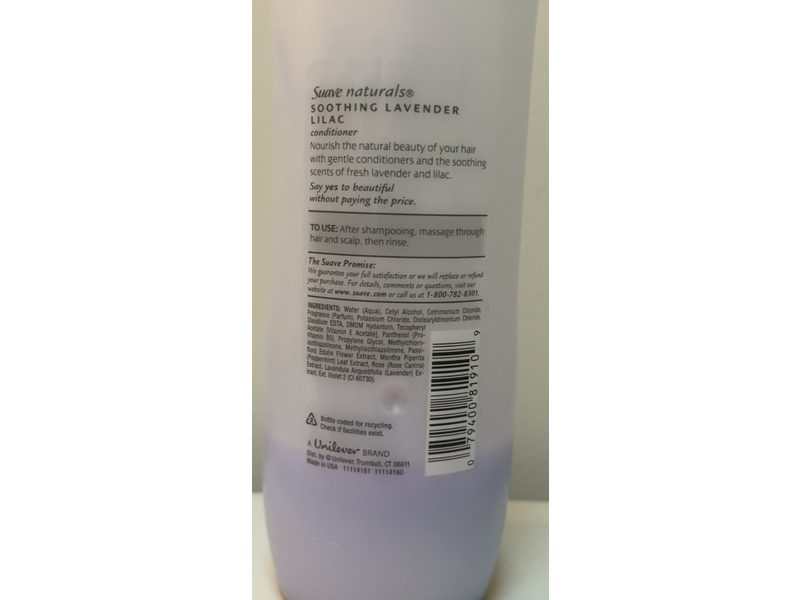 Suave naturals®
SOOTHING LAVENDER
LILAC
conditioner
Nourish the natural beauty of your hair
with gentle conditioners and the soothing
scents of fresh lavender and lilac.
Say yes to beautiful
without paying the price.
TO USE: After shampooing, massage through
hair and scalp, then rinse.
The Suave Promise:
We guarantee your full satisfaction or we will replace or refund
your purchase. For details, comments or questions, visit our
website at www.suave.com or call us at 1-800-782-8301.
INGREDIENTS: Water (Aqua), Cetyl Alcohol, Cetrimonium Chloride,
Fragrance (Parfum), Potassium Chloride, Distearyldimonium Chloride,
Disodium EDTA, DMDM Hydantoin, Tocopheryl
Acetate [Vitamin E Acetate], Panthenol (Pro-
Vitamin B5), Propylene Glycol, Methylchloro-
isothiazolinone, Methylisothiazolinone, Passi-
flora Edulis Flower Extract, Mentha Piperita
(Peppermint) Leaf Extract, Rose (Rose Canina)
Extract, Lavandula Angustifolia (Lavender) Ex-
tract, Ext. Violet 2 (CI 60730).
2
Bottle coded for recycling.
Check if facilities exist.
A Unilever BRAND
Dist. by © Unilever, Trumbull, CT 06611
Made in USA 11114161 11114160
0 79400 81910 9